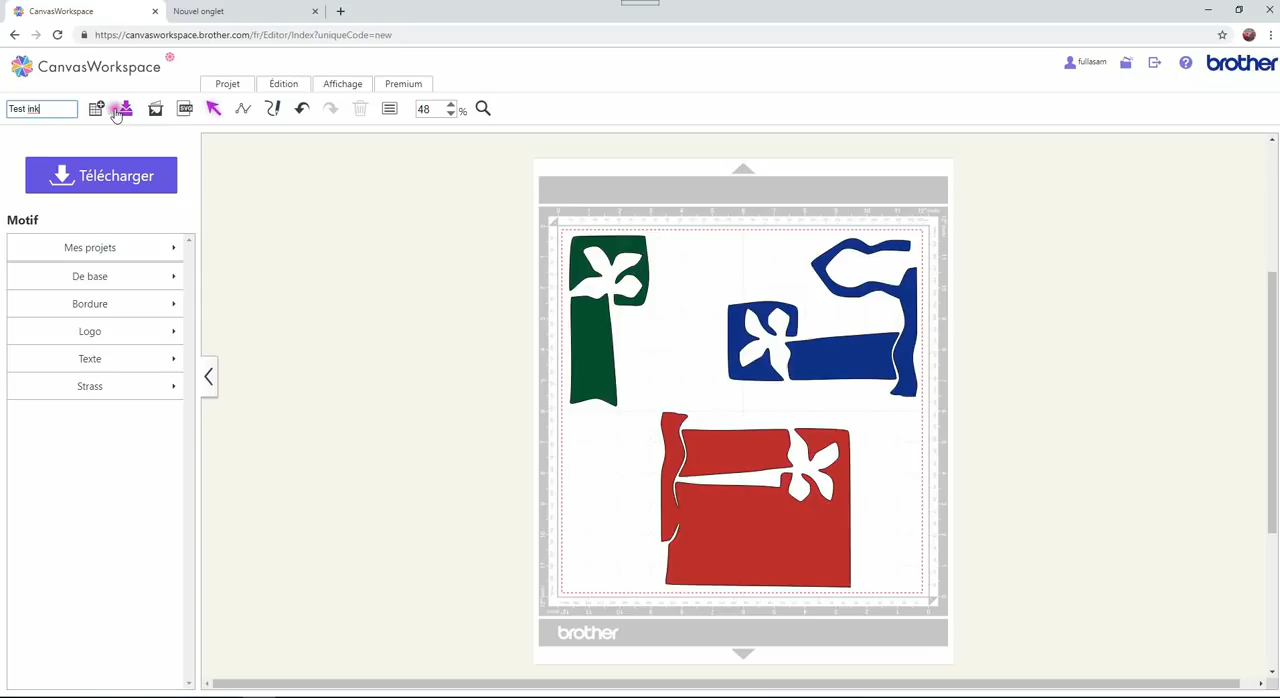 CanvasWorkspace
Nouvel onglet
https://canvasworkspace.brother.com/fr/Editor/Index?uniqueCode=new
CanvasWorkspace
fullasam
brother
Projet
Édition
Affichage
Premium
Test ink
SVG
48
%
Télécharger
Motif
Mes projets
De base
Bordure
Logo
Texte
Strass
brother